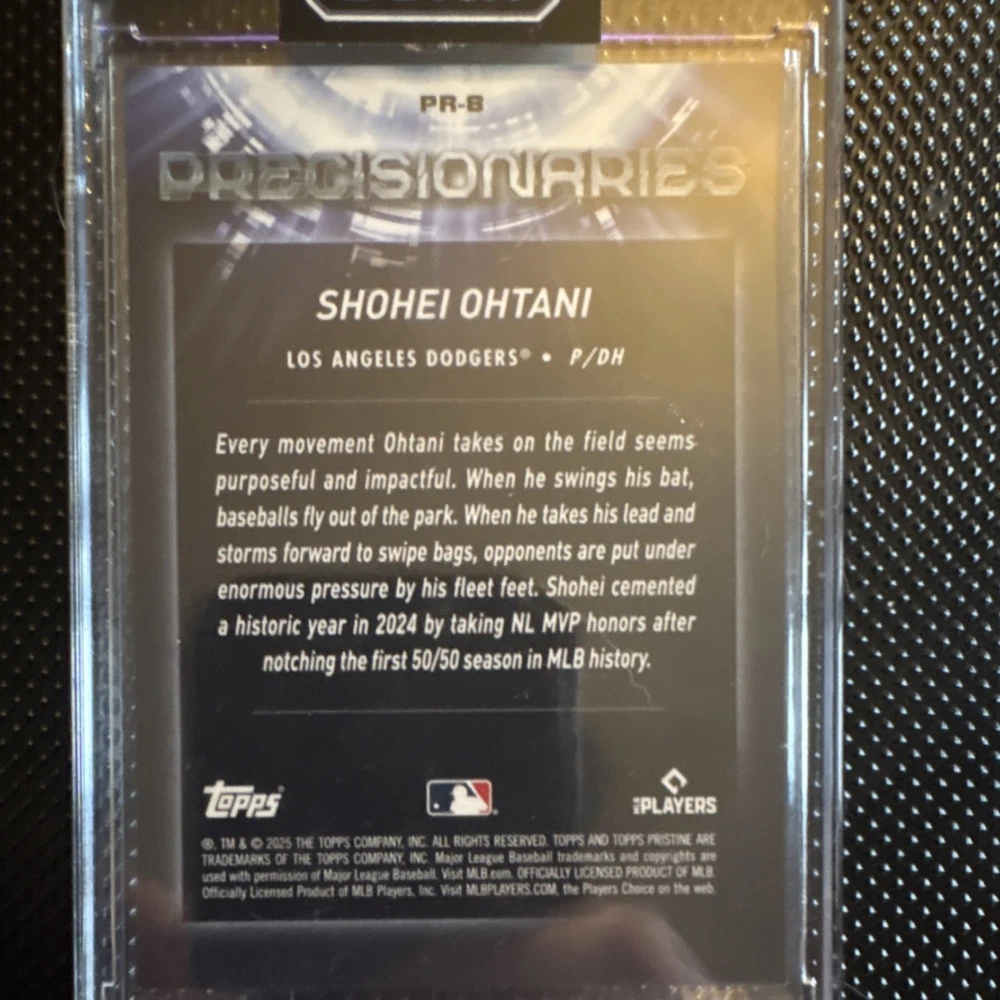 PR-8
PRECISIONARIES
SHOHEI OHTANI
LOS ANGELES DODGERS® • P/DH
Every movement Ohtani takes on the field seems
purposeful and impactful. When he swings his bat,
baseballs fly out of the park. When he takes his lead and
storms forward to swipe bags, opponents are put under
enormous pressure by his fleet feet. Shohei cemented
a historic year in 2024 by taking NL MVP honors after
notching the first 50/50 season in MLB history.
Topps
MLB PLAYERS
®, TM & © 2025 THE TOPPS COMPANY, INC. ALL RIGHTS RESERVED. TOPPS AND TOPPS PRISTINE ARE
TRADEMARKS OF THE TOPPS COMPANY, INC. Major League Baseball trademarks and copyrights are
used with permission of Major League Baseball. Visit MLB.com. OFFICIALLY LICENSED PRODUCT OF MLB.
Officially Licensed Product of MLB Players, Inc. Visit MLBPLAYERS.COM, the Players Choice on the web.